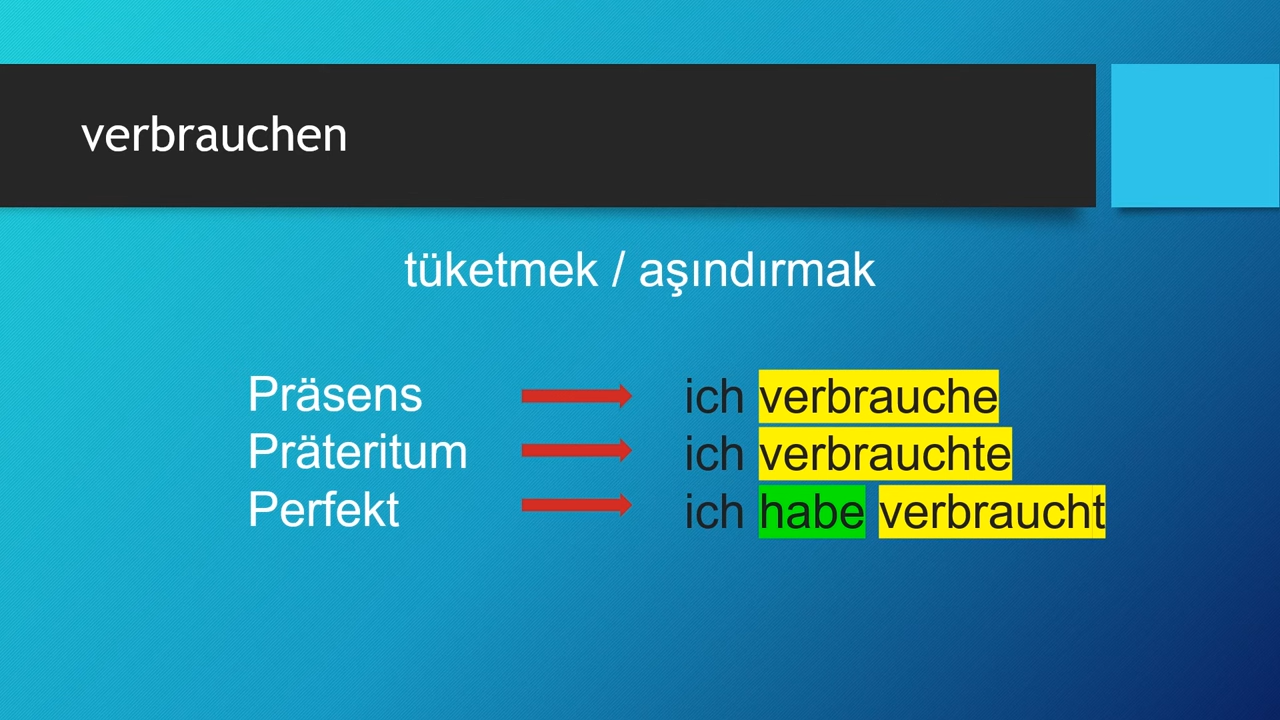 verbrauchen
tüketmek / aşındırmak
Präsens ich verbrauche
Präteritum ich verbrauchte
Perfekt ich habe verbraucht